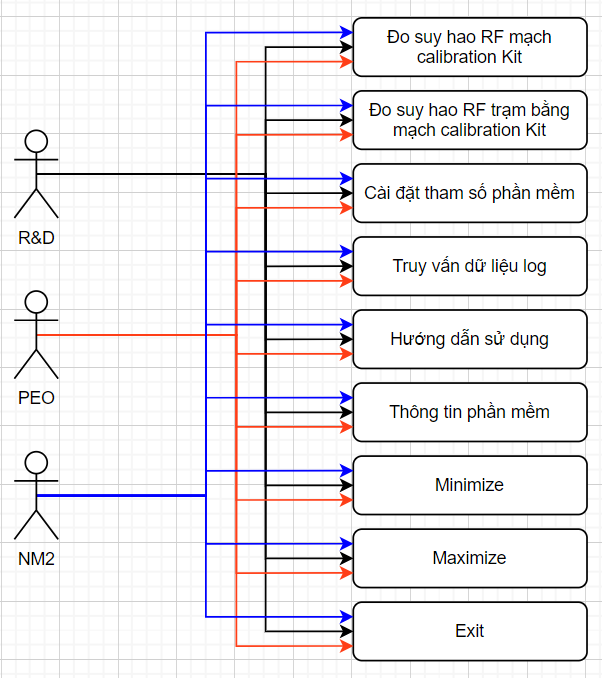 Đo suy hao RF mạch
calibration Kit
Đo suy hao RF trạm bằng
mạch calibration Kit
R&D
Cài đặt tham số phần mềm
Truy vấn dữ liệu log
Hướng dẫn sử dụng
PEO
Thông tin phần mềm
Minimize
NM2
Maximize
Exit